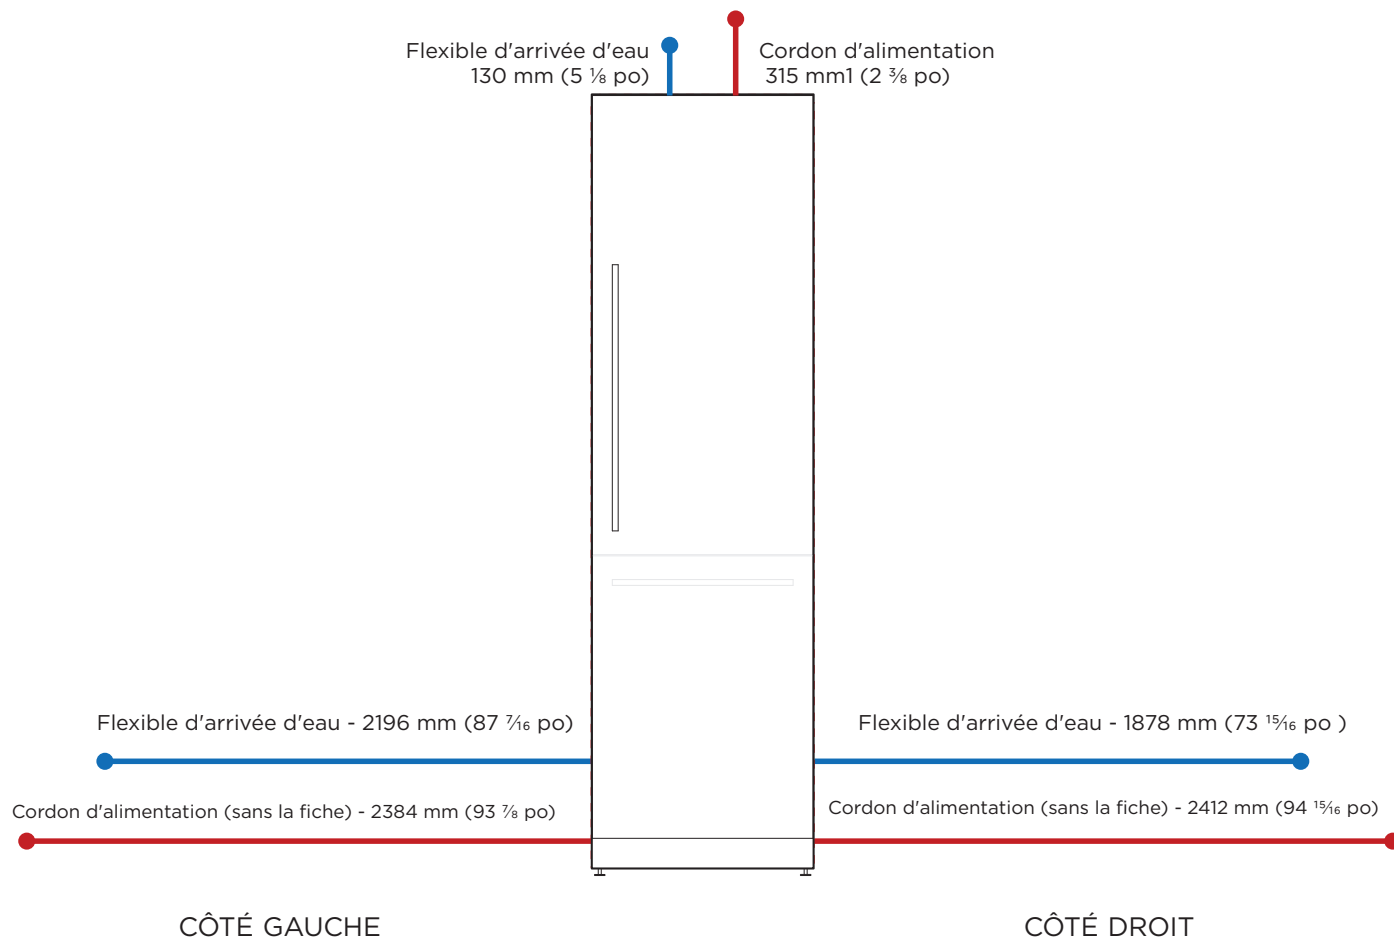 Flexible d'arrivée d'eau
130 mm (5 ⅛ po)
Cordon d'alimentation
315 mm1 (2 ⅜ po)
Flexible d'arrivée d'eau - 2196 mm (87 ⁷⁄₁₆ po)
Flexible d'arrivée d'eau - 1878 mm (73 ¹⁵⁄₁₆ po )
Cordon d'alimentation (sans la fiche) - 2384 mm (93 ⅞ po)
Cordon d'alimentation (sans la fiche) - 2412 mm (94 ¹⁵⁄₁₆ po)
CÔTÉ GAUCHE
CÔTÉ DROIT